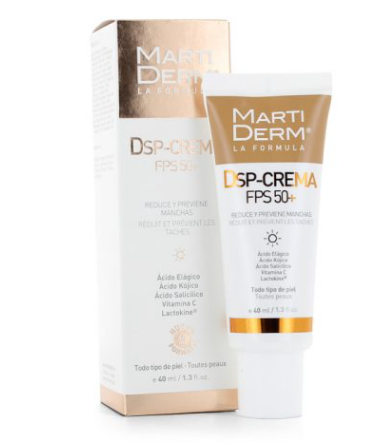 MARTI
DERM®
LA FORMULA
DSP-CREMA
FPS 50+
REDUCE Y PREVIENE
MANCHAS
RÉDUIT ET PRÉVIENT LES
TACHES
Ácido Elágico
Ácido Kójico
Ácido Salicílico
Vitamina C
Lactokine®
Todo tipo de piel - Toutes peaux
e 40 ml / 1.3 fl.oz
MARTI
DERM®
LA FORMULA
DSP-CREMA
FPS 50+
REDUCE Y PREVIENE MANCHAS
RÉDUIT ET PRÉVIENT LES TACHES
Ácido Elágico
Ácido Kójico
Ácido Salicílico
Vitamina C
Lactokine®
Todo tipo de piel
Toutes peaux
e 40 ml / 1.3 fl.oz